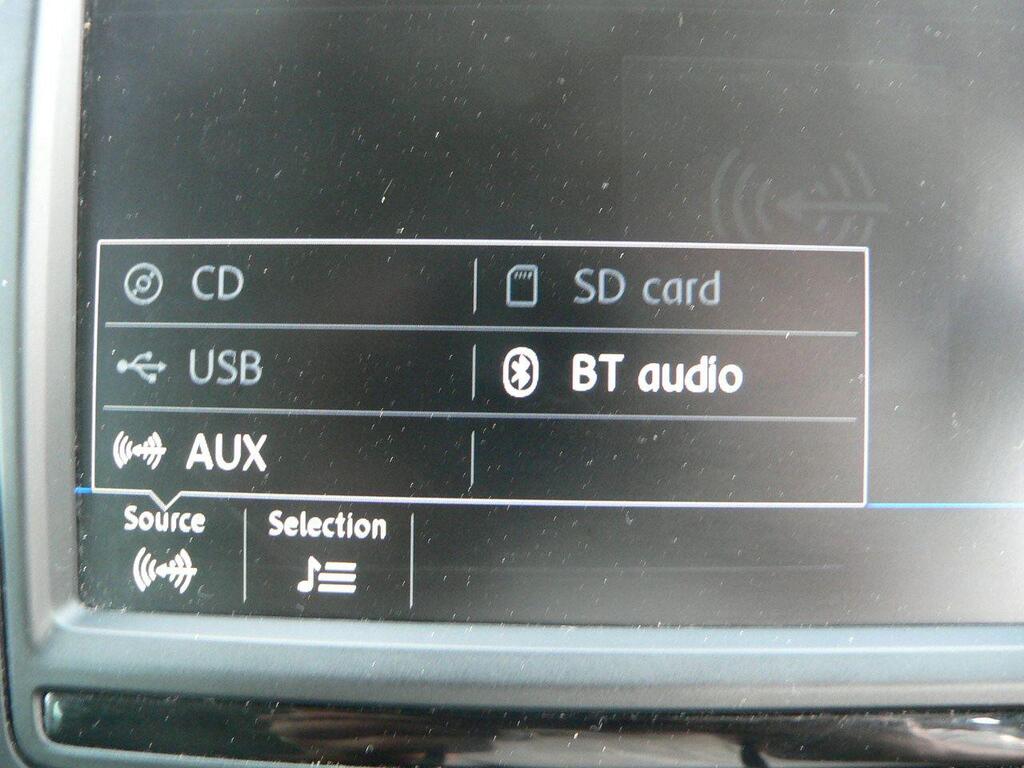 CD
SD card
USB
BT audio
AUX
Source
Selection